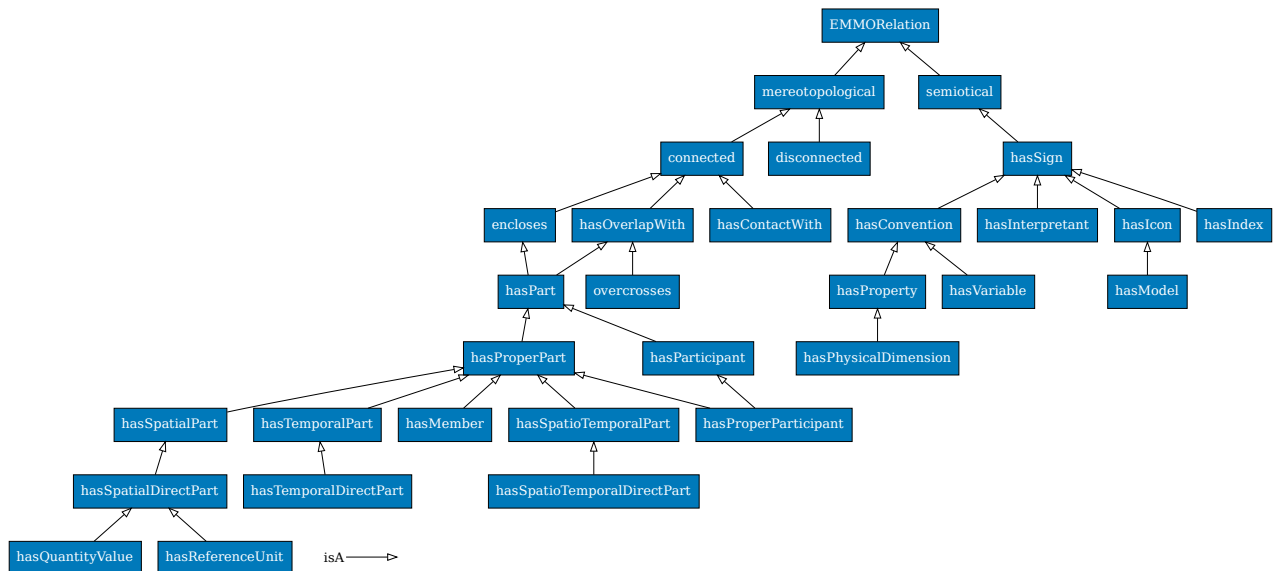 EMMORelation
mereotopological
semiotical
connected
disconnected
hasSign
encloses
hasOverlapWith
hasContactWith
hasConvention
hasInterpretant
hasIcon
hasIndex
hasPart
overcrosses
hasProperty
hasVariable
hasModel
hasProperPart
hasParticipant
hasPhysicalDimension
hasSpatialPart
hasTemporalPart
hasMember
hasSpatioTemporalPart
hasProperParticipant
hasSpatialDirectPart
hasTemporalDirectPart
hasSpatioTemporalDirectPart
hasQuantityValue
hasReferenceUnit
isA